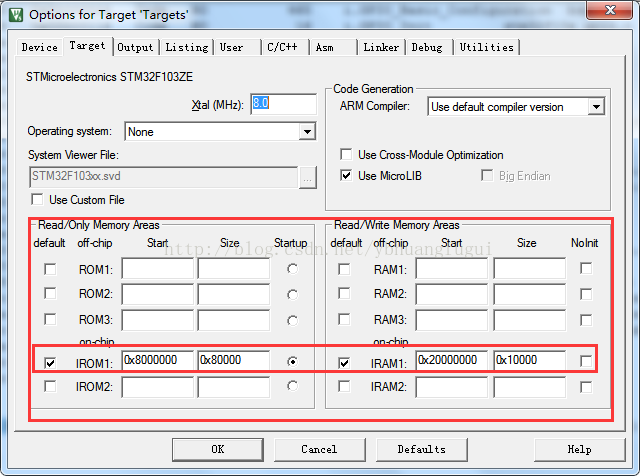 Options for Target 'Targets'
Device Target Output Listing User C/C++ Asm Linker Debug Utilities
STMicroelectronics STM32F103ZE
Xtal (MHz): 8.0
Operating system: None
System Viewer File:
STM32F103xx.svd ...
Use Custom File
Code Generation
ARM Compiler: Use default compiler version
Use Cross-Module Optimization
Use MicroLIB Big Endian
Read/Only Memory Areas
default off-chip Start Size Startup
ROM1:
ROM2:
ROM3:
on-chip
IROM1: 0x8000000 0x80000
IROM2:
Read/Write Memory Areas
default off-chip Start Size NoInit
RAM1:
RAM2:
RAM3:
on-chip
IRAM1: 0x20000000 0x10000
IRAM2:
http://blog.csdn.net/ybhuangfugui
OK Cancel Defaults Help